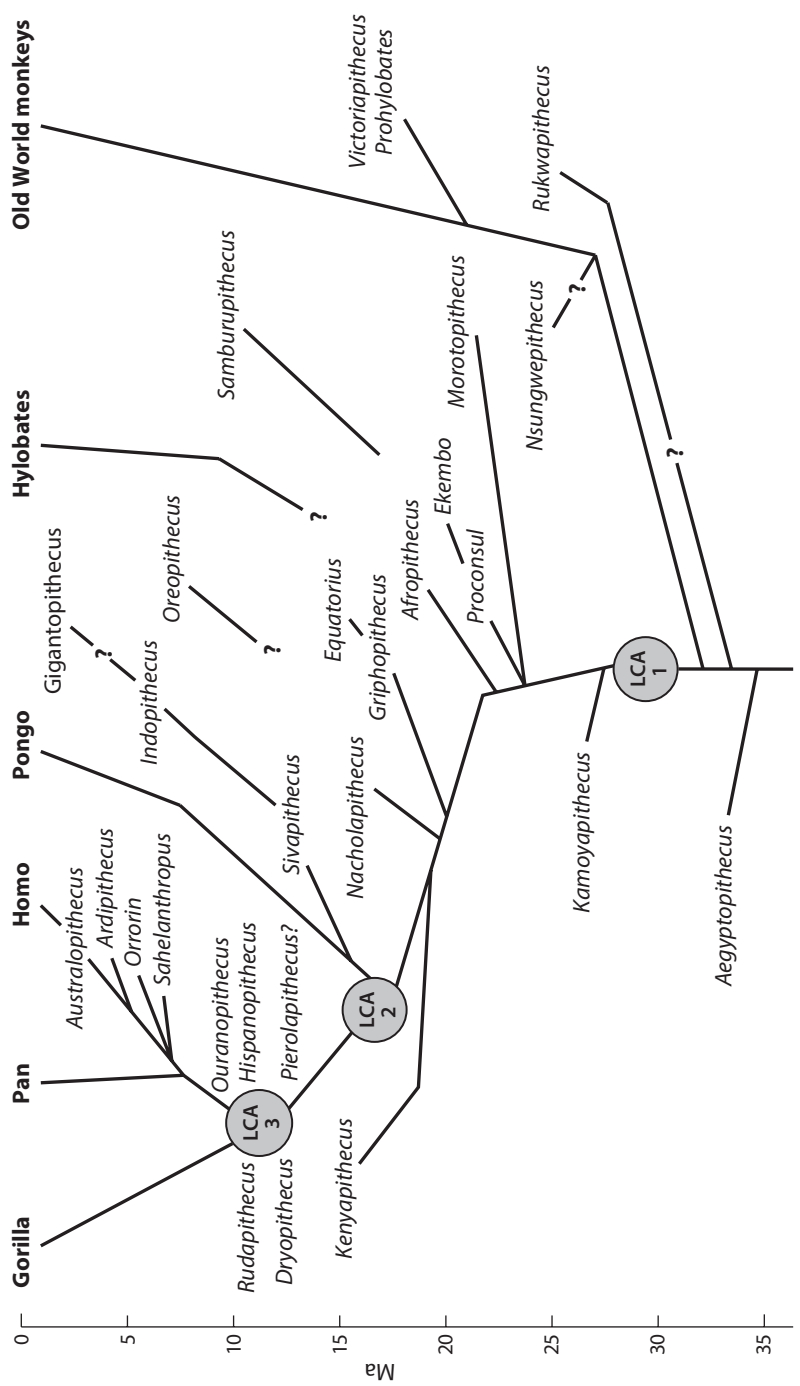 Gorilla
Pan
Homo
Pongo
Hylobates
Old World monkeys
Gigantopithecus
?
Australopithecus
Ardipithecus
Orrorin
Sahelanthropus
Indopithecus
Oreopithecus
?
Samburupithecus
?
Victoriapithecus
Prohylobates
Ouranopithecus
Hispanopithecus
Pierolapithecus?
Sivapithecus
Rudapithecus
Dryopithecus
LCA
3
LCA
2
Kenyapithecus
Nacholapithecus
Equatorius
Griphopithecus
Afropithecus
Ekembo
Proconsul
Morotopithecus
Nsungwepithecus
?
Rukwapithecus
?
Kamoyapithecus
LCA
1
Aegyptopithecus
0
5
10
15
20
25
30
35
Ma